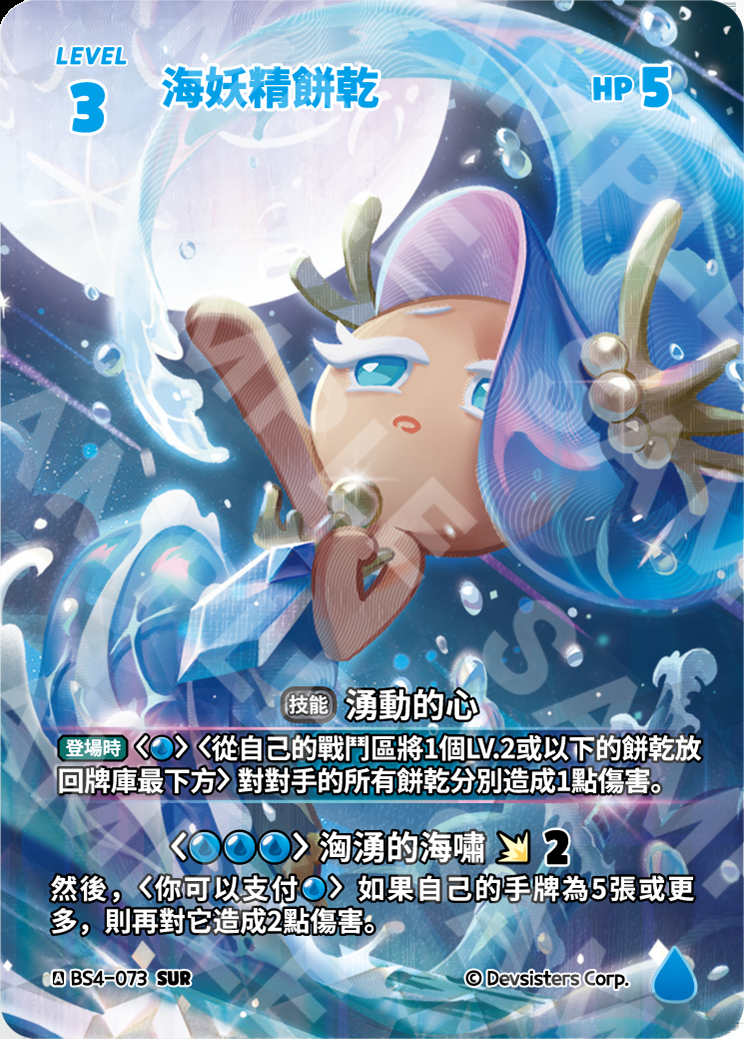 LEVEL
3
海妖精餅乾
HP 5
技能 湧動的心
登場時 〈〉〈從自己的戰鬥區將1個LV.2或以下的餅乾放
回牌庫最下方〉對對手的所有餅乾分別造成1點傷害。
〈〉洶湧的海嘯 2
然後，〈你可以支付〉如果自己的手牌為5張或更
多，則再對它造成2點傷害。
A BS4-073 SUR
© Devsisters Corp.
SAMPLE